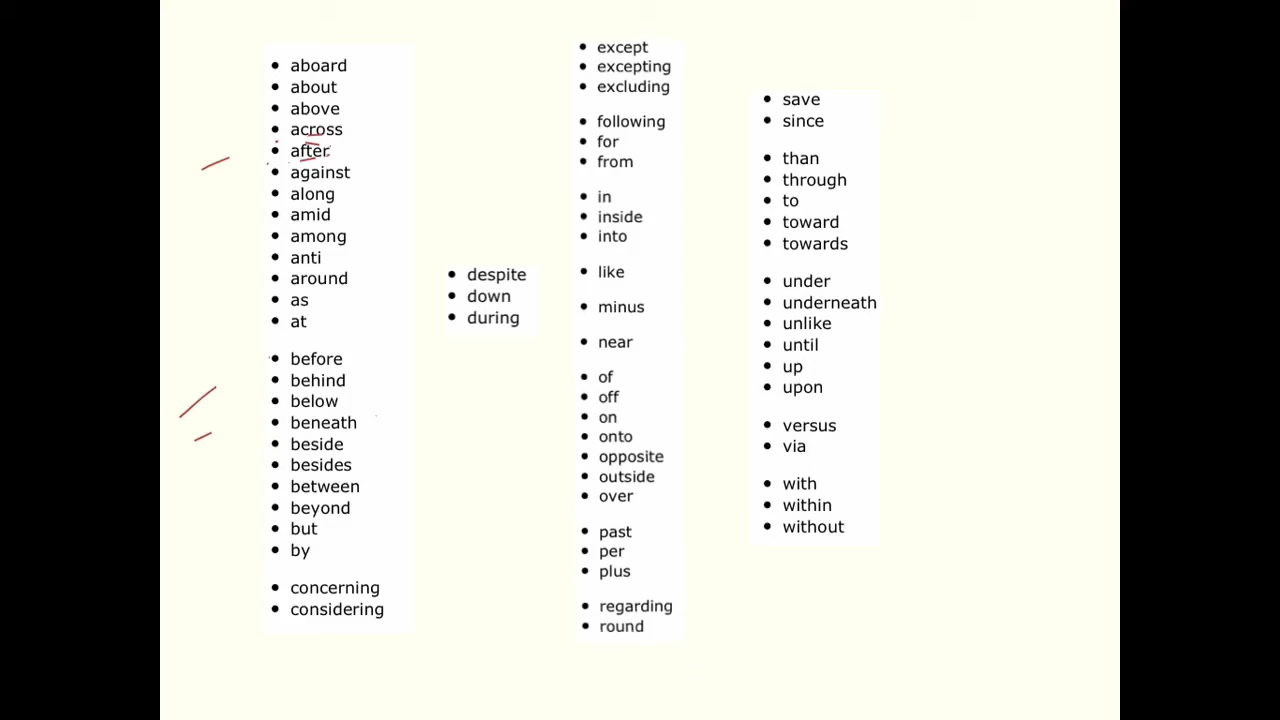 aboard
about
above
across
after
against
along
amid
among
anti
around
as
at
before
behind
below
beneath
beside
besides
between
beyond
but
by
concerning
considering
despite
down
during
except
excepting
excluding
following
for
from
in
inside
into
like
minus
near
of
off
on
onto
opposite
outside
over
past
per
plus
regarding
round
save
since
than
through
to
toward
towards
under
underneath
unlike
until
up
upon
versus
via
with
within
without